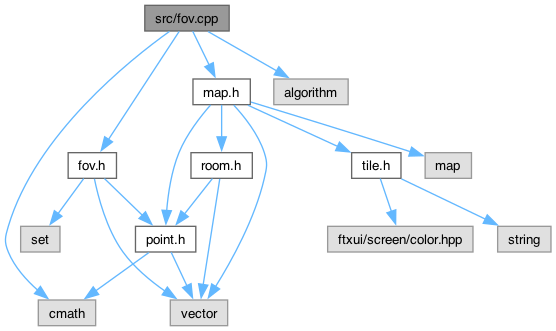 src/fov.cpp
map.h
algorithm
fov.h
room.h
tile.h
map
set
point.h
ftxui/screen/color.hpp
string
cmath
vector